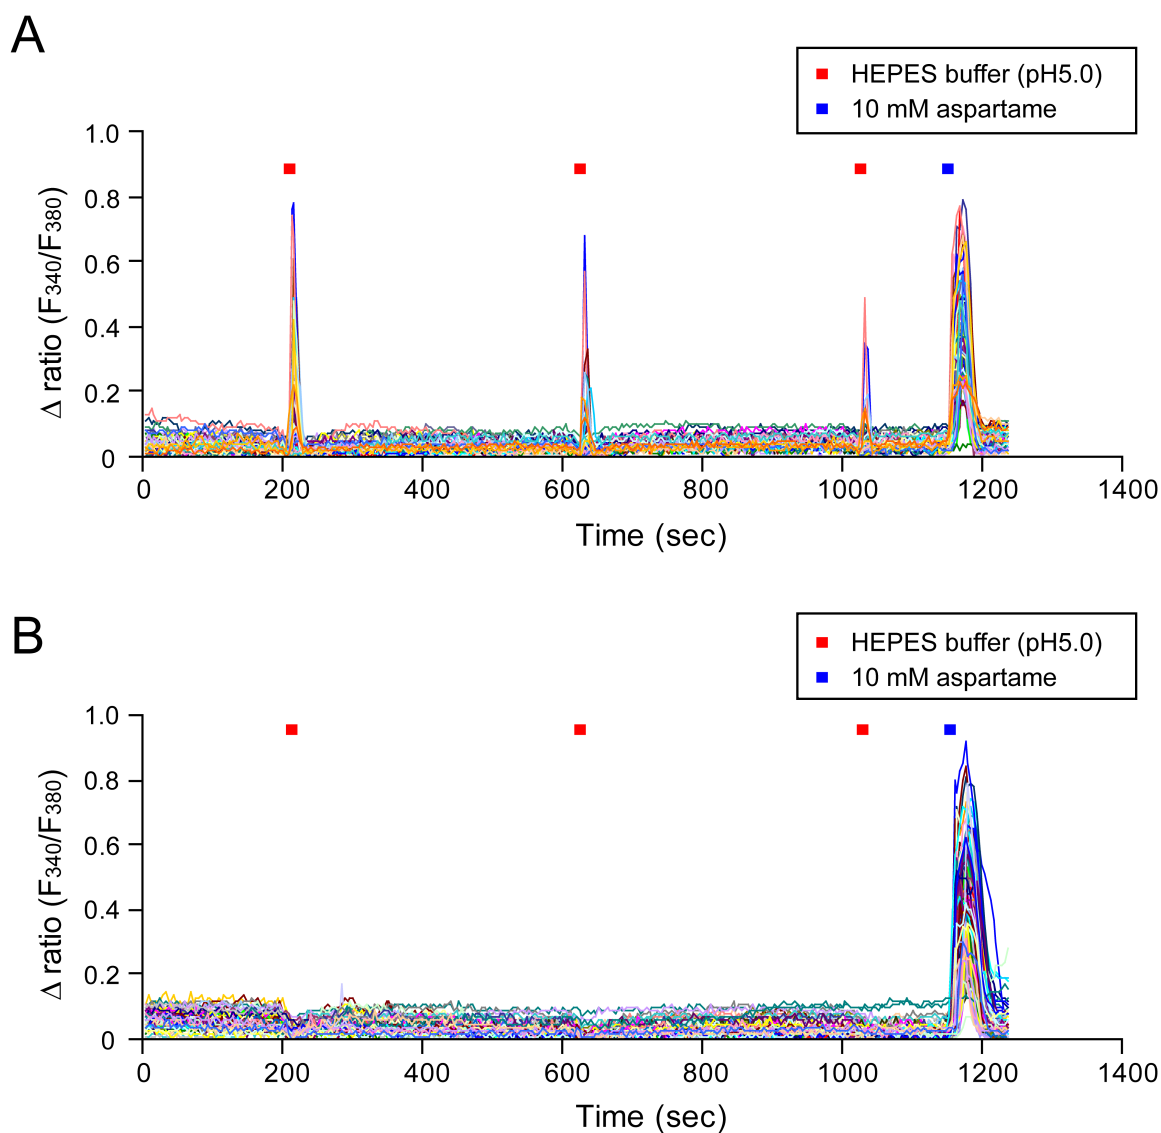 A
HEPES buffer (pH5.0)
10 mM aspartame
1.0
0.8
0.6
0.4
0.2
0
Δ ratio (F340/F380)
0 200 400 600 800 1000 1200 1400
Time (sec)
B
HEPES buffer (pH5.0)
10 mM aspartame
1.0
0.8
0.6
0.4
0.2
0
Δ ratio (F340/F380)
0 200 400 600 800 1000 1200 1400
Time (sec)